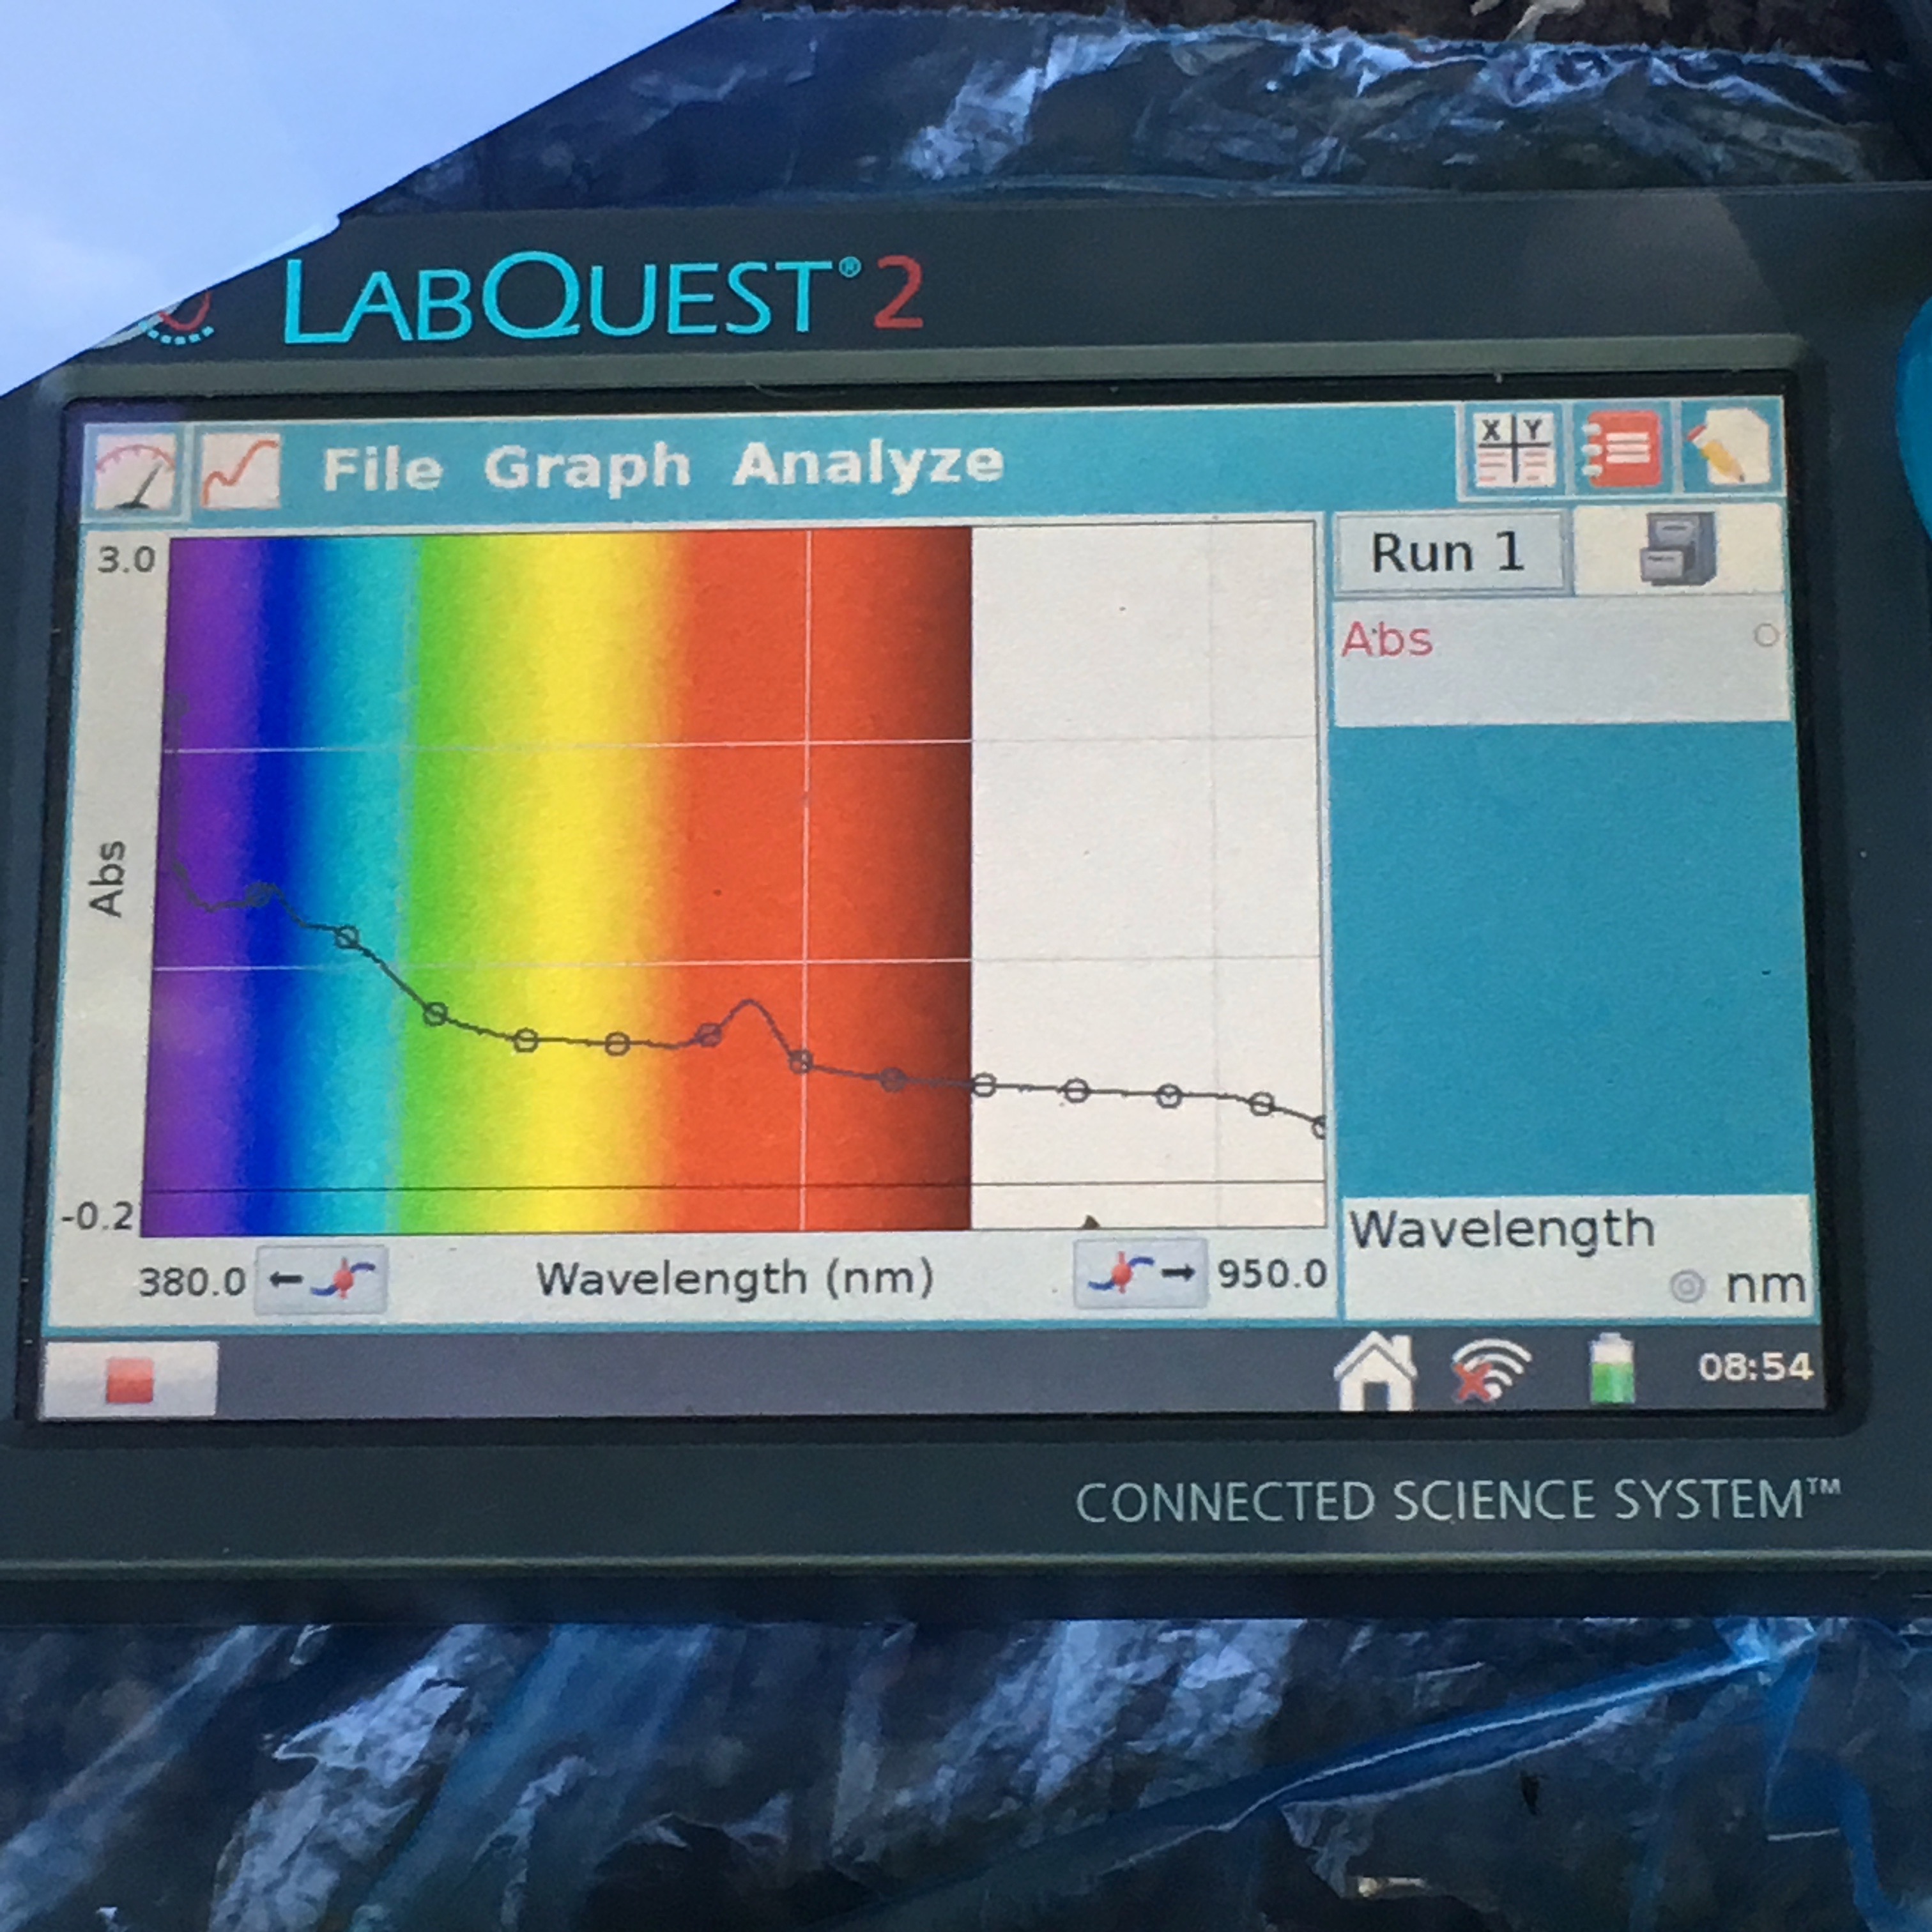 LABQUEST® 2
File Graph Analyze
X Y
3.0
Run 1
Abs
Abs
-0.2
Wavelength
380.0
Wavelength (nm)
950.0
nm
08:54
CONNECTED SCIENCE SYSTEM™